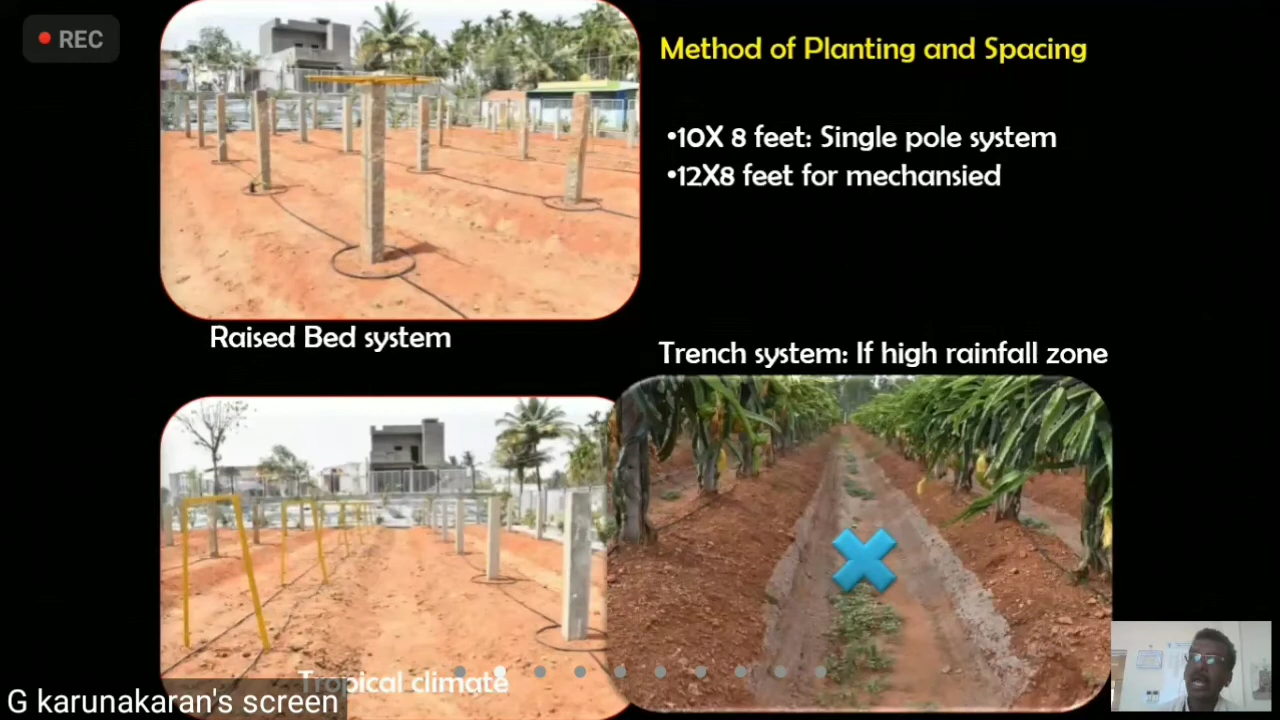 REC
Method of Planting and Spacing
•10X 8 feet: Single pole system
•12X8 feet for mechansied
Raised Bed system
Trench system: If high rainfall zone
Tropical climate
G karunakaran's screen